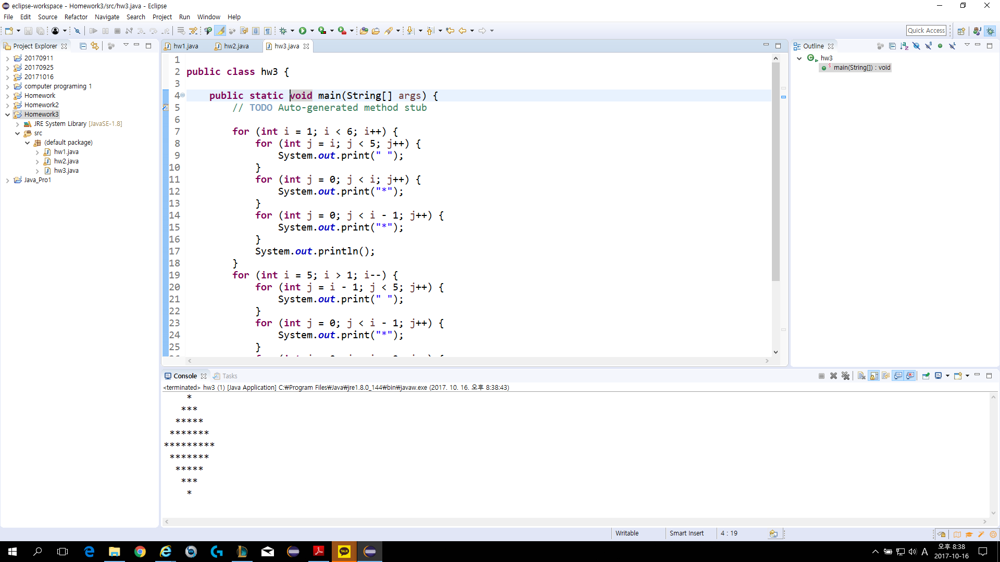 eclipse-workspace - Homework3/src/hw3.java - Eclipse
File Edit Source Refactor Navigate Search Project Run Window Help
Quick Access
Project Explorer
20170911
20170925
20171016
computer programing 1
Homework
Homework2
Homework3
JRE System Library [JavaSE-1.8]
src
(default package)
hw1.java
hw2.java
hw3.java
Java_Pro1
hw1.java hw2.java hw3.java
1
2 public class hw3 {
3
4 public static void main(String[] args) {
5 // TODO Auto-generated method stub
6
7 for (int i = 1; i < 6; i++) {
8 for (int j = i; j < 5; j++) {
9 System.out.print(" ");
10 }
11 for (int j = 0; j < i; j++) {
12 System.out.print("*");
13 }
14 for (int j = 0; j < i - 1; j++) {
15 System.out.print("*");
16 }
17 System.out.println();
18 }
19 for (int i = 5; i > 1; i--) {
20 for (int j = i - 1; j < 5; j++) {
21 System.out.print(" ");
22 }
23 for (int j = 0; j < i - 1; j++) {
24 System.out.print("*");
25 }
Outline
hw3
main(String[]) : void
Console Tasks
<terminated> hw3 (1) [Java Application] C:₩Program Files₩Java₩jre1.8.0_144₩bin₩javaw.exe (2017. 10. 16. 오후 8:38:43)
*
***
*****
*******
*********
*******
*****
***
*
Writable Smart Insert 4 : 19
TALK
A
오후 8:38
2017-10-16